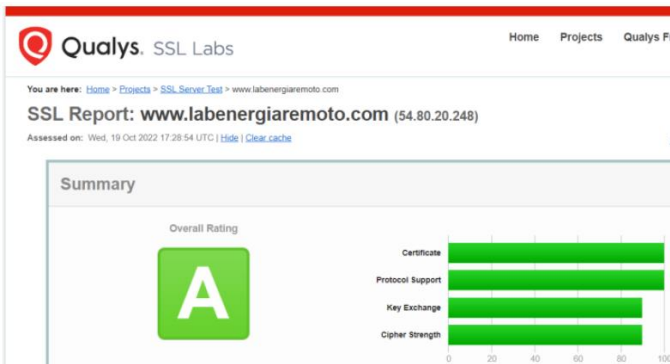 Qualys. SSL Labs
Home Projects Qualys F
You are here: Home > Projects > SSL Server Test > www.labenergiaremoto.com
SSL Report: www.labenergiaremoto.com (54.80.20.248)
Assessed on: Wed, 19 Oct 2022 17:28:54 UTC | Hide | Clear cache
Summary
Overall Rating
A
Certificate
Protocol Support
Key Exchange
Cipher Strength
0 20 40 60 80 100